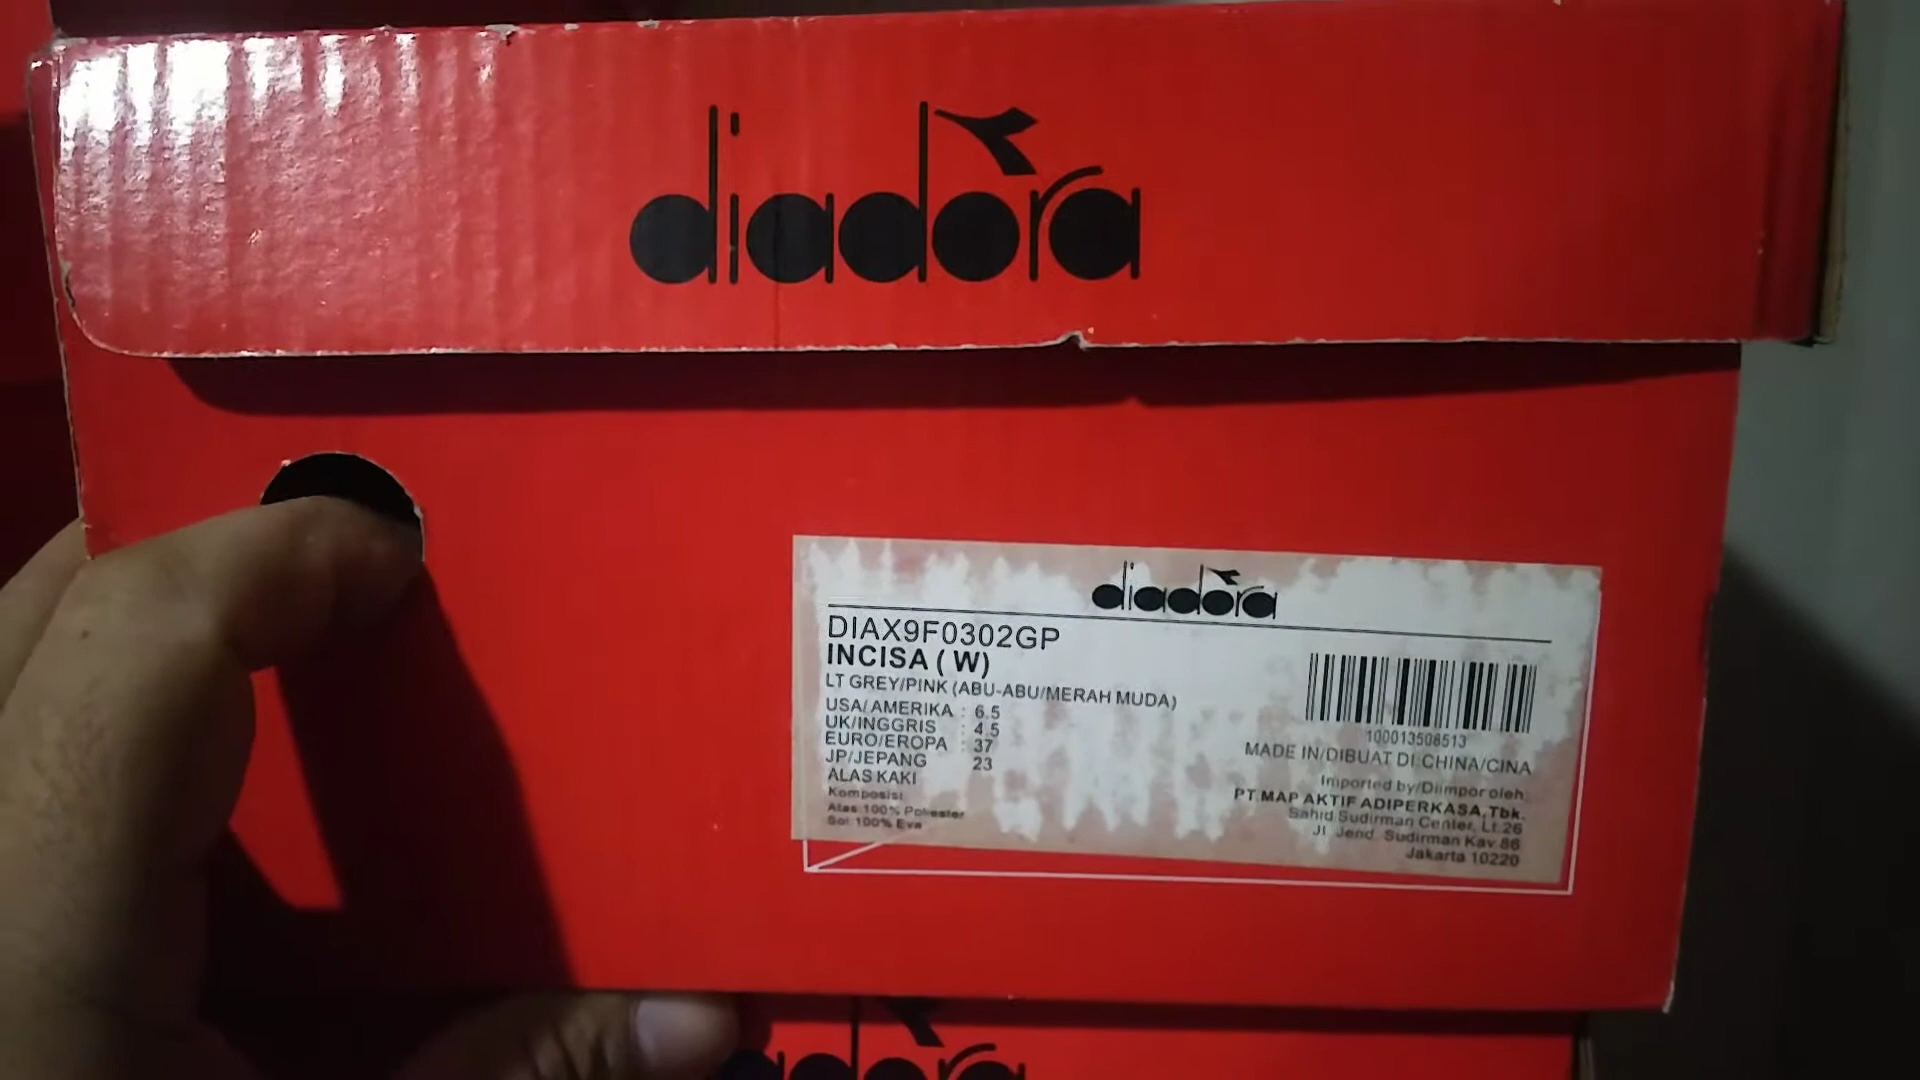 diadora
diadora
DIAX9F0302GP
INCISA ( W)
LT GREY/PINK (ABU-ABU/MERAH MUDA)
USA/AMERIKA : 6.5
UK/INGGRIS : 4.5
EURO/EROPA : 37
JP/JEPANG 23
ALAS KAKI
Komposisi
Atas:100% Poliester
Sol:100% Eva
100013508513
MADE IN/DIBUAT DI:CHINA/CINA
Imported by/Diimpor oleh:
PT.MAP AKTIF ADIPERKASA,Tbk.
Sahid Sudirman Center, Lt.26
Jl. Jend. Sudirman Kav.86
Jakarta 10220
diadora